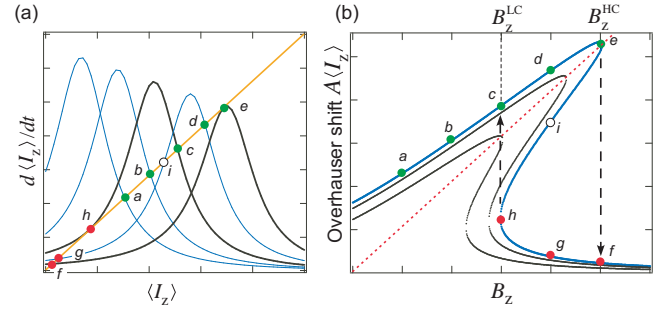 (a)
d ⟨I_z⟩/dt
a
b
c
d
e
f
g
h
i
⟨I_z⟩
(b)
B_z^LC
B_z^HC
Overhauser shift A⟨I_z⟩
a
b
c
d
e
f
g
h
i
B_z